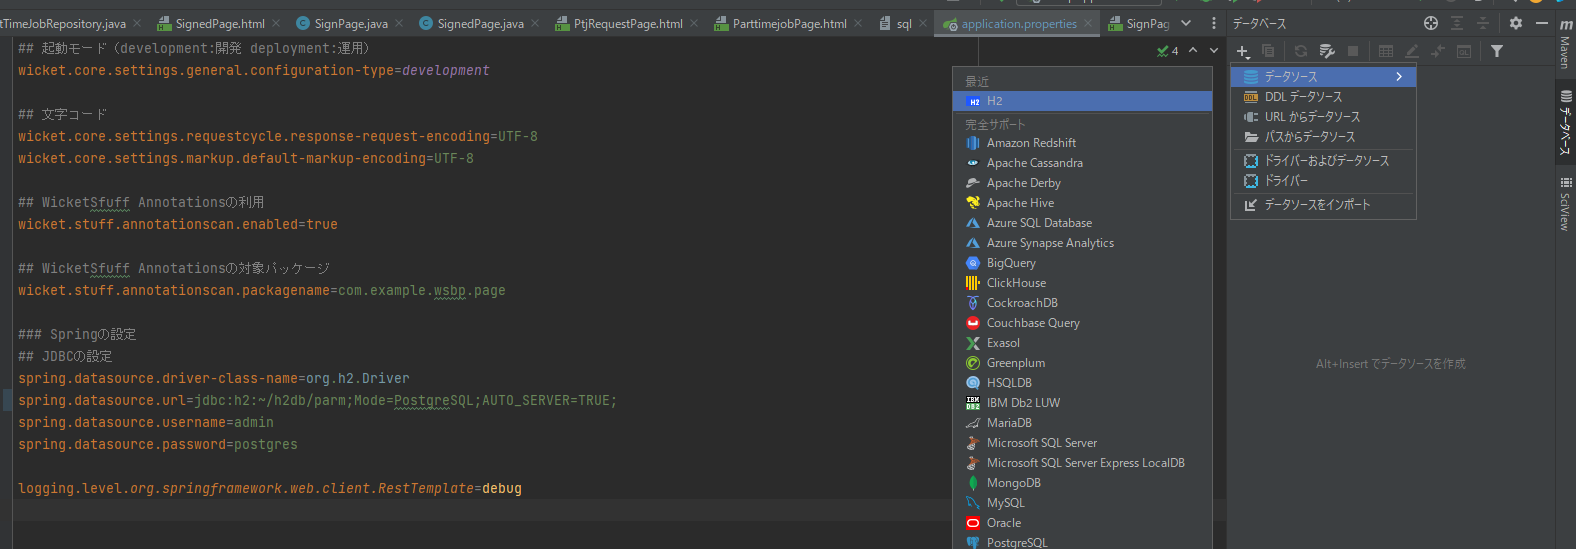 tTimeJobRepository.java
SignedPage.html
SignPage.java
SignedPage.java
PtjRequestPage.html
ParttimejobPage.html
sql
application.properties
SignPag
データベース
## 起動モード（development:開発 deployment:運用）
wicket.core.settings.general.configuration-type=development
## 文字コード
wicket.core.settings.requestcycle.response-request-encoding=UTF-8
wicket.core.settings.markup.default-markup-encoding=UTF-8
## WicketSfuff Annotationsの利用
wicket.stuff.annotationscan.enabled=true
## WicketSfuff Annotationsの対象パッケージ
wicket.stuff.annotationscan.packagename=com.example.wsbp.page
### Springの設定
## JDBCの設定
spring.datasource.driver-class-name=org.h2.Driver
spring.datasource.url=jdbc:h2:~/h2db/parm;Mode=PostgreSQL;AUTO_SERVER=TRUE;
spring.datasource.username=admin
spring.datasource.password=postgres
logging.level.org.springframework.web.client.RestTemplate=debug
4
最近
H2
完全サポート
Amazon Redshift
Apache Cassandra
Apache Derby
Apache Hive
Azure SQL Database
Azure Synapse Analytics
BigQuery
ClickHouse
CockroachDB
Couchbase Query
Exasol
Greenplum
HSQLDB
IBM Db2 LUW
MariaDB
Microsoft SQL Server
Microsoft SQL Server Express LocalDB
MongoDB
MySQL
Oracle
PostgreSQL
データソース
DDL データソース
URL からデータソース
パスからデータソース
ドライバーおよびデータソース
ドライバー
データソースをインポート
Alt+Insert でデータソースを作成
m
Maven
データベース
SciView